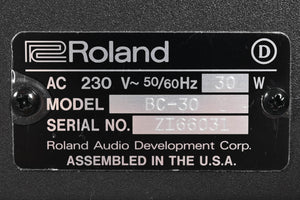 Roland
D
AC 230 V~ 50/60Hz 30 W
MODEL BC-30
SERIAL NO. ZI66031
Roland Audio Development Corp.
ASSEMBLED IN THE U.S.A.